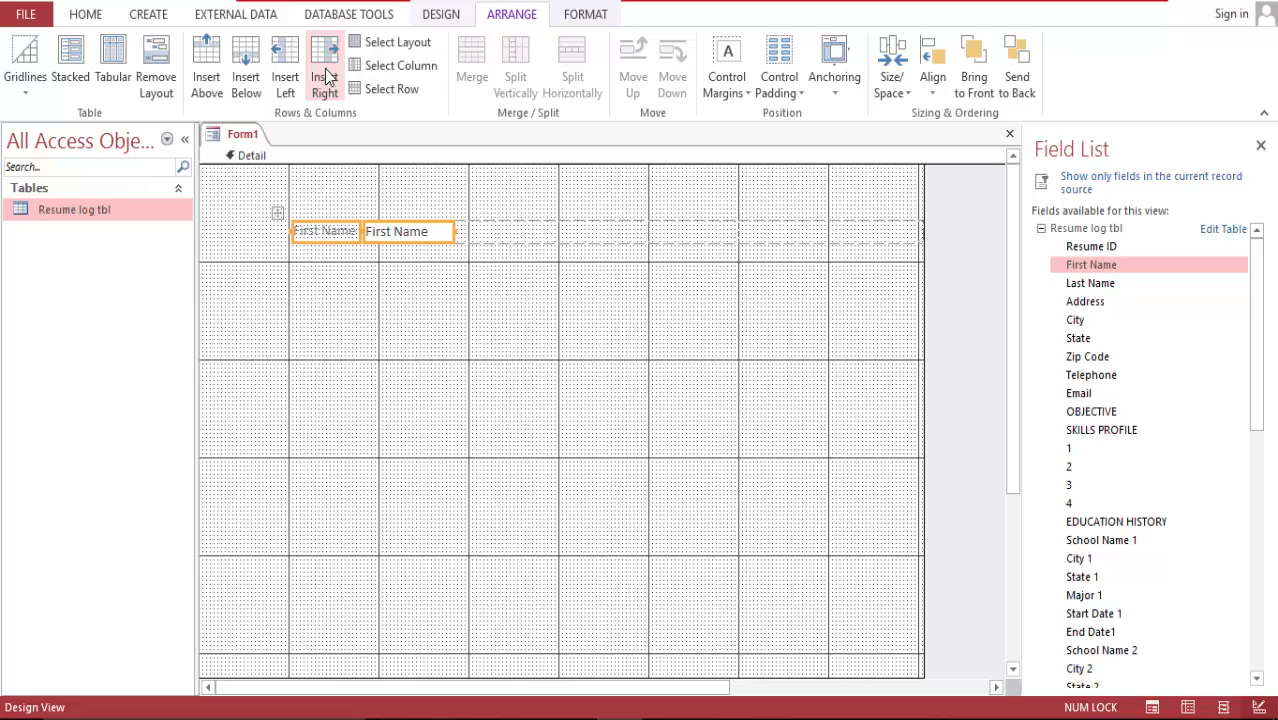 FILE HOME CREATE EXTERNAL DATA DATABASE TOOLS DESIGN ARRANGE FORMAT Sign in
Gridlines Stacked Tabular Remove Layout
Table
Insert Above Insert Below Insert Left Insert Right
Select Layout
Select Column
Select Row
Rows & Columns
Merge Split Vertically Split Horizontally
Merge / Split
Move Up Move Down
Move
Control Margins Control Padding Anchoring
Position
Size/ Space Align Bring to Front Send to Back
Sizing & Ordering
All Access Obje...
Search...
Tables
Resume log tbl
Form1
Detail
First Name First Name
Field List
Show only fields in the current record
source
Fields available for this view:
Resume log tbl Edit Table
Resume ID
First Name
Last Name
Address
City
State
Zip Code
Telephone
Email
OBJECTIVE
SKILLS PROFILE
1
2
3
4
EDUCATION HISTORY
School Name 1
City 1
State 1
Major 1
Start Date 1
End Date1
School Name 2
City 2
State 2
Design View NUM LOCK